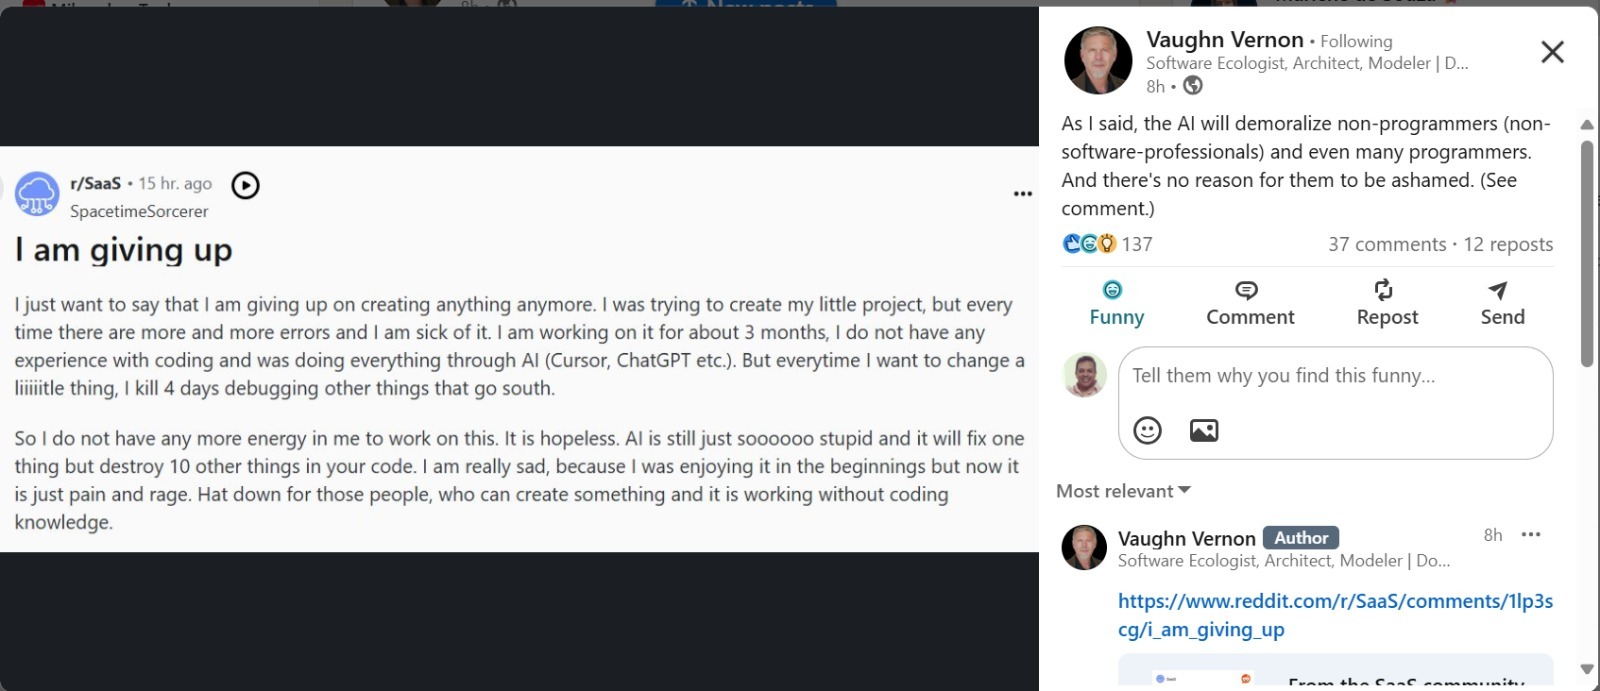 r/SaaS • 15 hr. ago
SpacetimeSorcerer
I am giving up
I just want to say that I am giving up on creating anything anymore. I was trying to create my little project, but every
time there are more and more errors and I am sick of it. I am working on it for about 3 months, I do not have any
experience with coding and was doing everything through AI (Cursor, ChatGPT etc.). But everytime I want to change a
liiiiitle thing, I kill 4 days debugging other things that go south.
So I do not have any more energy in me to work on this. It is hopeless. AI is still just soooooo stupid and it will fix one
thing but destroy 10 other things in your code. I am really sad, because I was enjoying it in the beginnings but now it
is just pain and rage. Hat down for those people, who can create something and it is working without coding
knowledge.
Vaughn Vernon • Following
Software Ecologist, Architect, Modeler | D...
8h •
As I said, the AI will demoralize non-programmers (non-
software-professionals) and even many programmers.
And there's no reason for them to be ashamed. (See
comment.)
137
37 comments · 12 reposts
Funny
Comment
Repost
Send
Tell them why you find this funny...
Most relevant
Vaughn Vernon Author 8h
Software Ecologist, Architect, Modeler | Do...
https://www.reddit.com/r/SaaS/comments/1lp3s
cg/i_am_giving_up
From the SaaS community